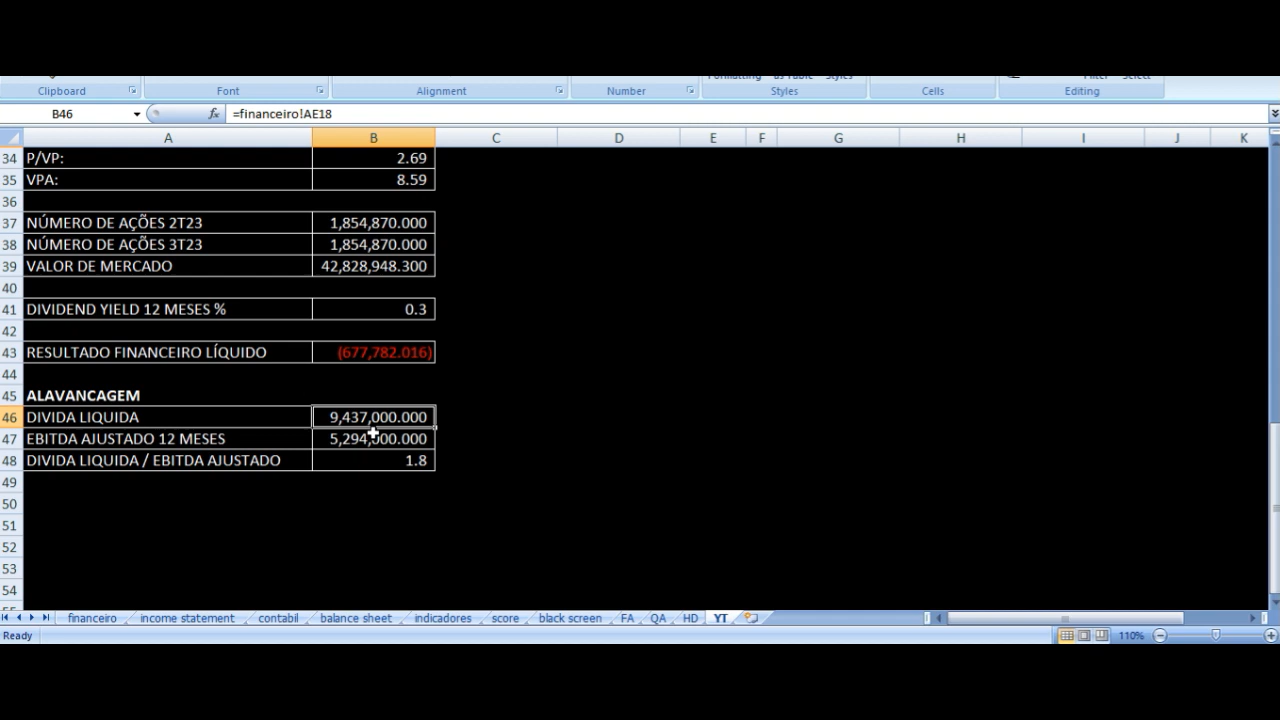 Clipboard Font Alignment Number Styles Cells Editing
B46 =financeiro!AE18
A B C D E F G H I J K
34 P/VP: 2.69
35 VPA: 8.59
36
37 NÚMERO DE AÇÕES 2T23 1,854,870.000
38 NÚMERO DE AÇÕES 3T23 1,854,870.000
39 VALOR DE MERCADO 42,828,948.300
40
41 DIVIDEND YIELD 12 MESES % 0.3
42
43 RESULTADO FINANCEIRO LÍQUIDO (677,782.016)
44
45 ALAVANCAGEM
46 DIVIDA LIQUIDA 9,437,000.000
47 EBITDA AJUSTADO 12 MESES 5,294,000.000
48 DIVIDA LIQUIDA / EBITDA AJUSTADO 1.8
49
50
51
52
53
54
financeiro income statement contabil balance sheet indicadores score black screen FA QA HD YT
Ready 110%